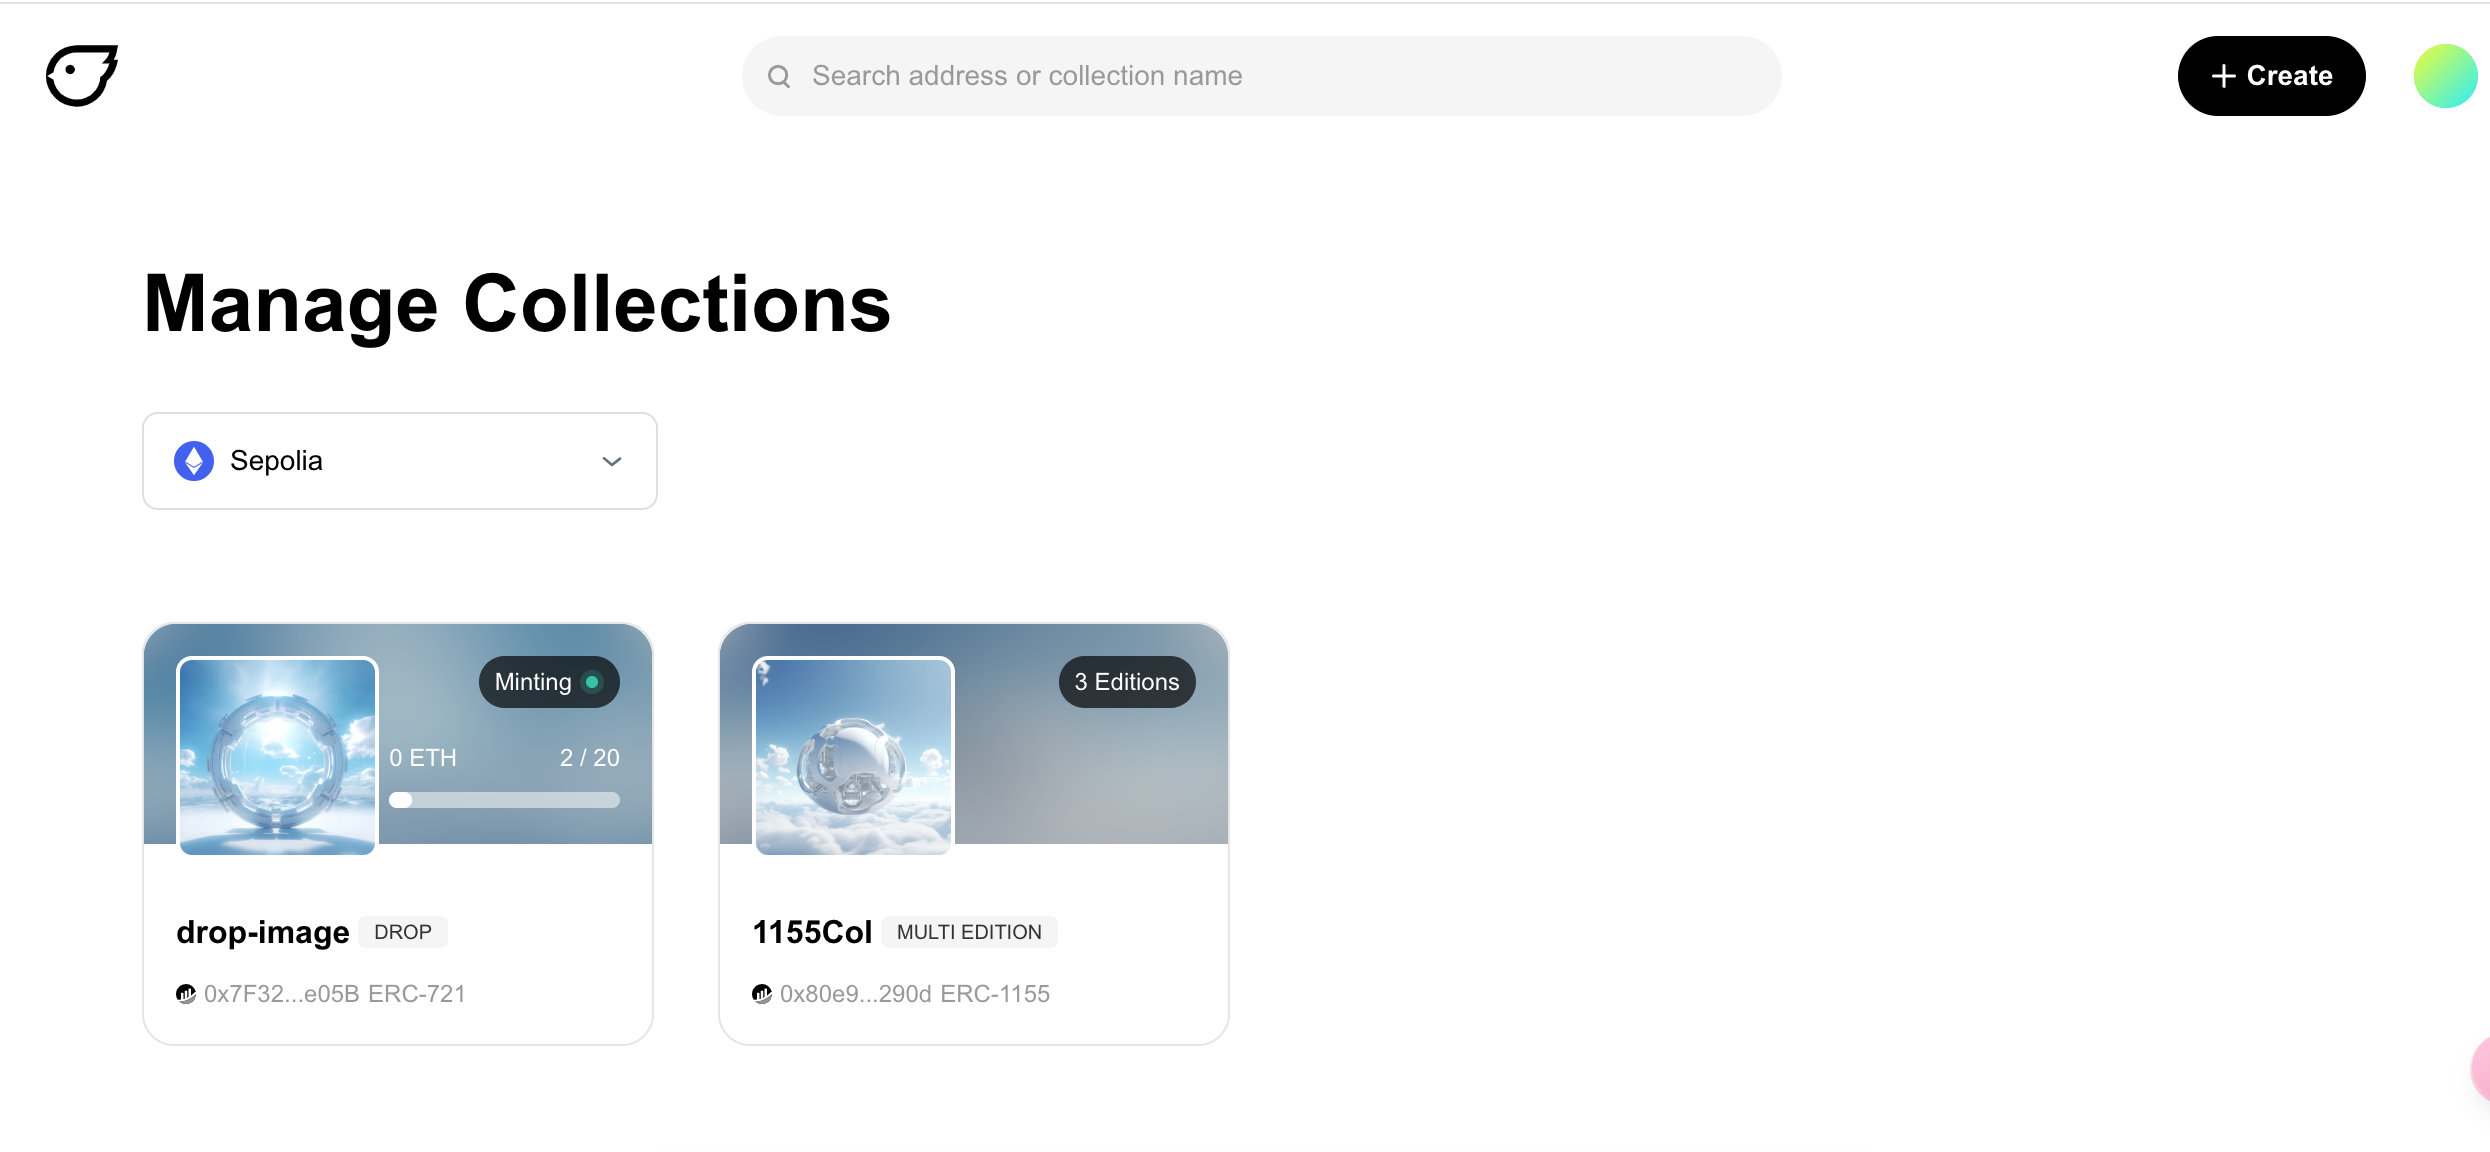 Search address or collection name
Create
Manage Collections
Sepolia
Minting
0 ETH 2 / 20
drop-image DROP
0x7F32...e05B ERC-721
3 Editions
1155Col MULTI EDITION
0x80e9...290d ERC-1155